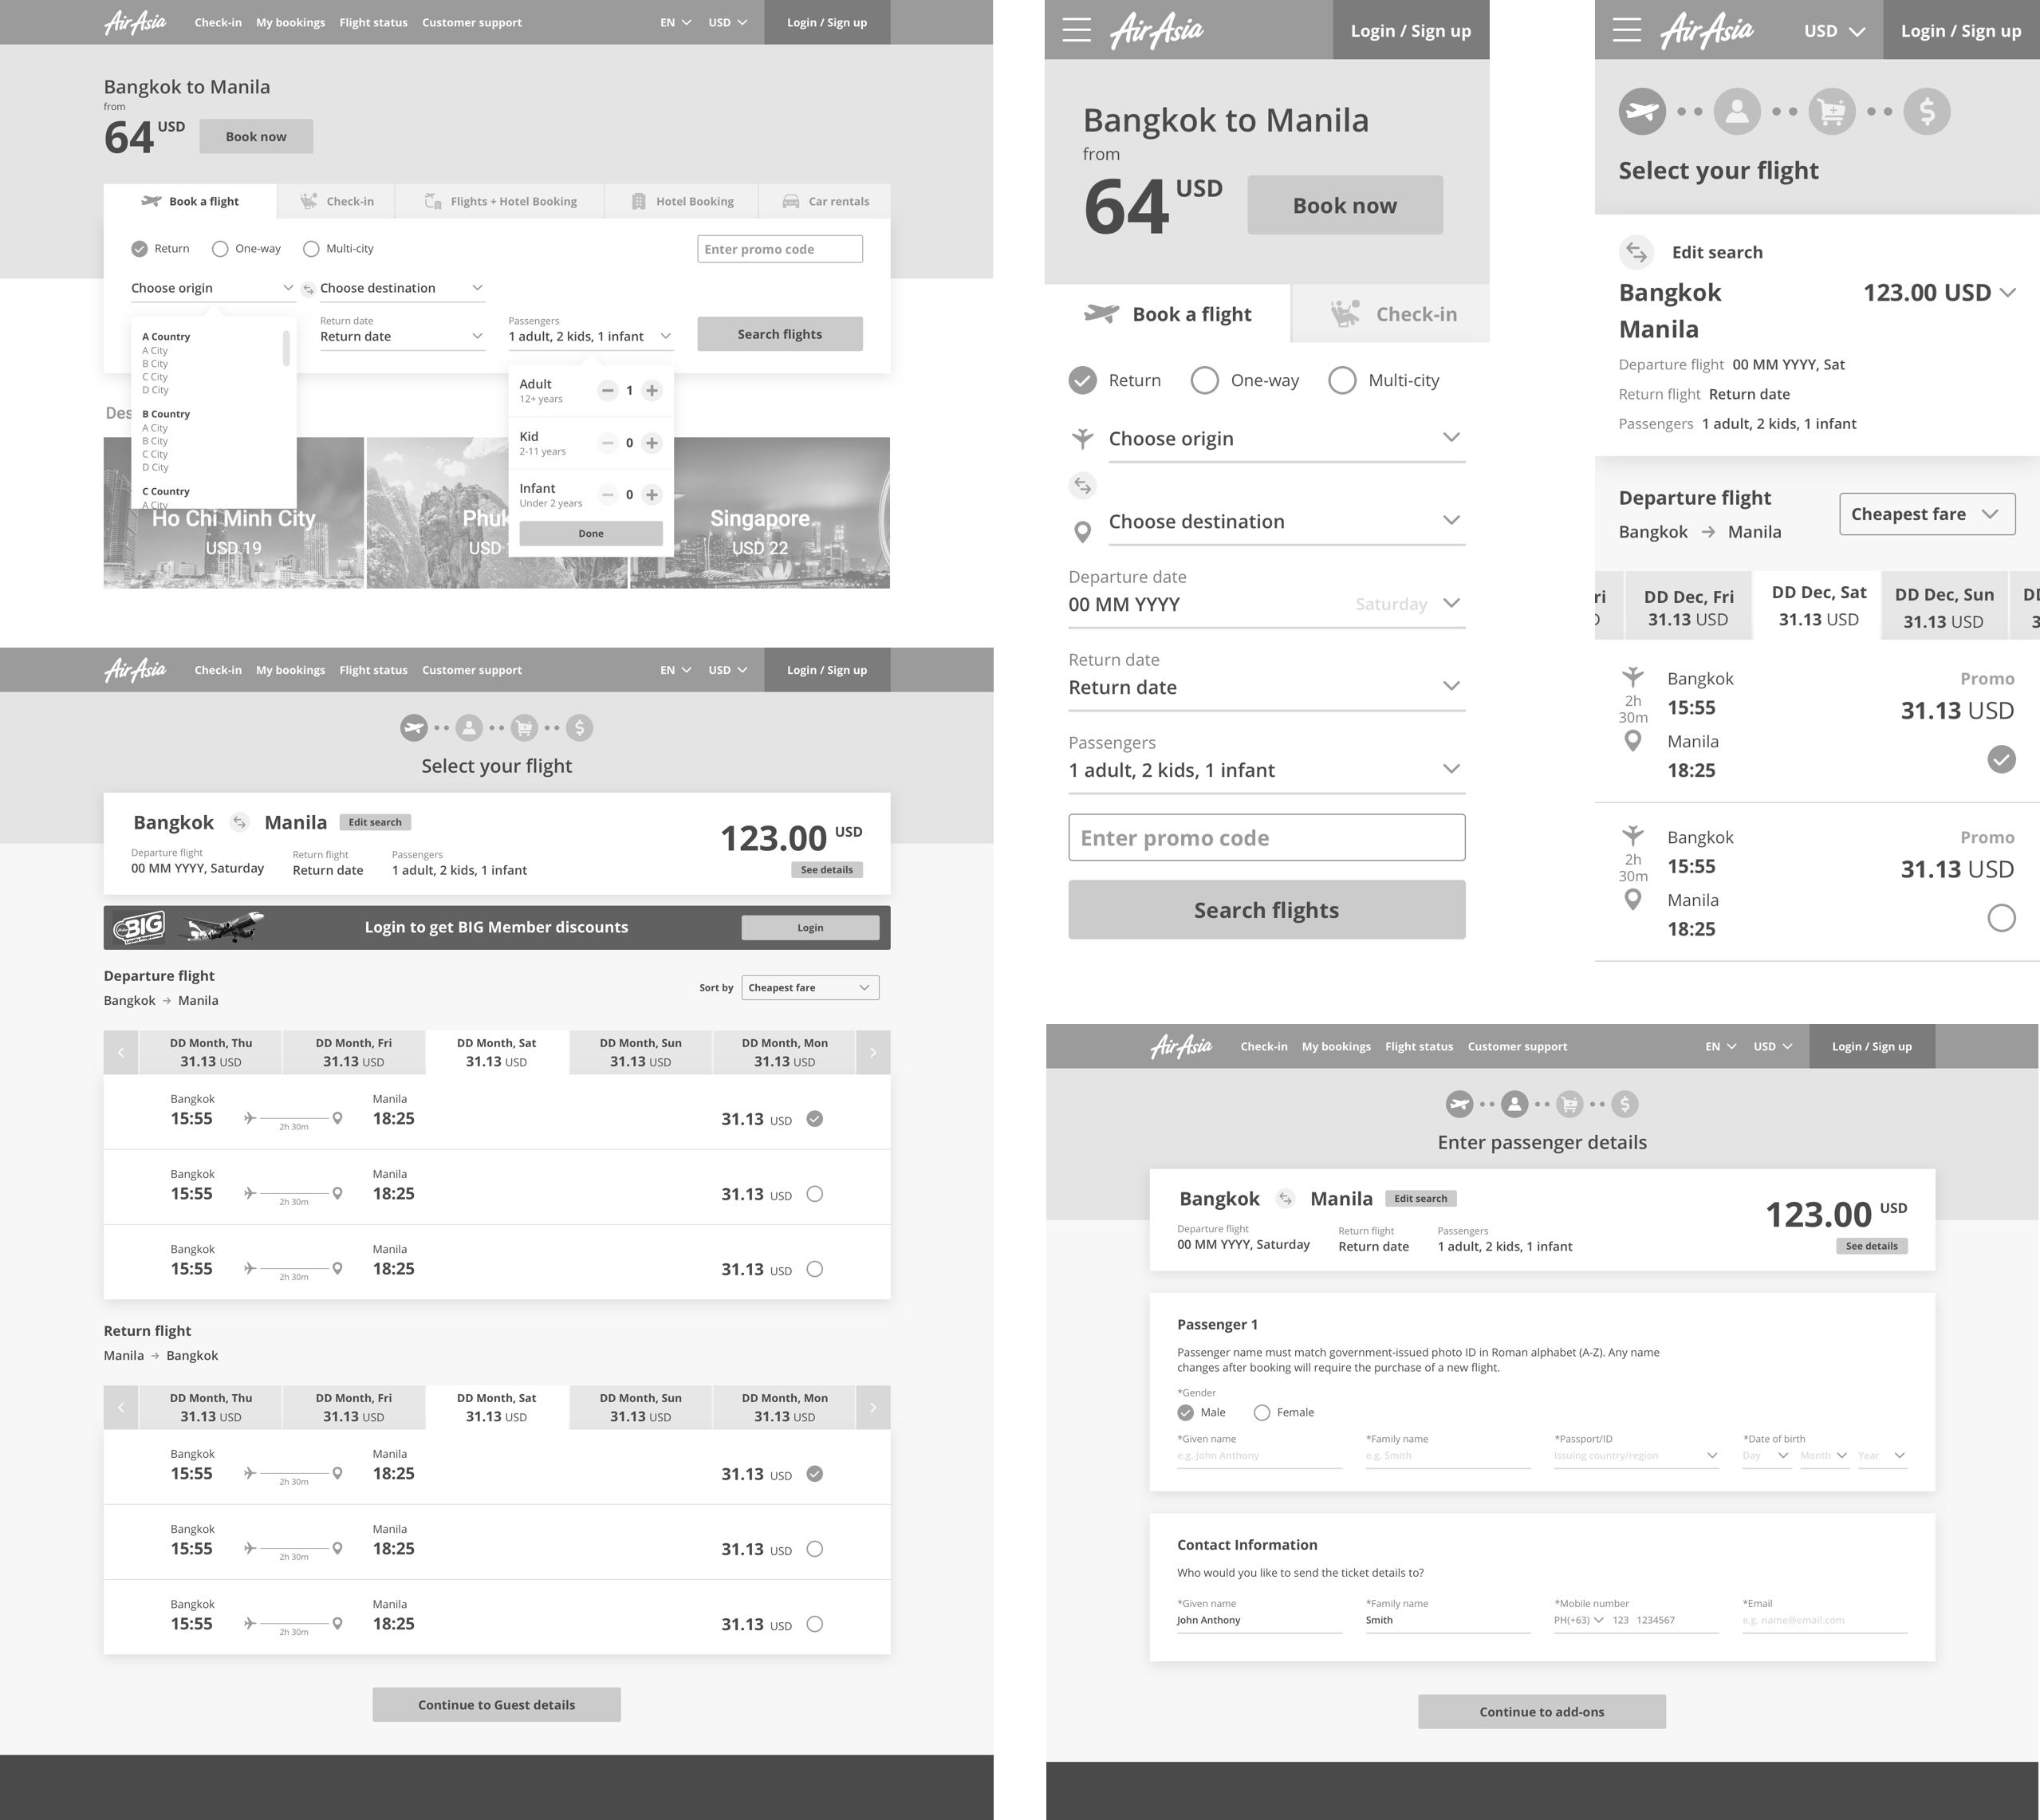 AirAsia Check-in My bookings Flight status Customer support EN USD Login / Sign up
Bangkok to Manila
from
64 USD Book now
Book a flight Check-in Flights + Hotel Booking Hotel Booking Car rentals
Return One-way Multi-city Enter promo code
Choose origin Choose destination
Return date Passengers
Return date 1 adult, 2 kids, 1 infant Search flights
A Country
A City
B City
C City
D City
B Country
A City
B City
C City
D City
C Country
A City
Adult
12+ years
1
Kid
2-11 years
0
Infant
Under 2 years
0
Done
Des
Ho Chi Minh City
USD 19
Phuk
USD
Singapore
USD 22
AirAsia Check-in My bookings Flight status Customer support EN USD Login / Sign up
Select your flight
Bangkok Manila Edit search
123.00 USD
Departure flight Return flight Passengers
00 MM YYYY, Saturday Return date 1 adult, 2 kids, 1 infant
See details
BIG Login to get BIG Member discounts Login
Departure flight
Bangkok → Manila
Sort by Cheapest fare
DD Month, Thu DD Month, Fri DD Month, Sat DD Month, Sun DD Month, Mon
31.13 USD 31.13 USD 31.13 USD 31.13 USD 31.13 USD
Bangkok Manila
15:55 2h 30m 18:25 31.13 USD
Bangkok Manila
15:55 2h 30m 18:25 31.13 USD
Bangkok Manila
15:55 2h 30m 18:25 31.13 USD
Return flight
Manila → Bangkok
DD Month, Thu DD Month, Fri DD Month, Sat DD Month, Sun DD Month, Mon
31.13 USD 31.13 USD 31.13 USD 31.13 USD 31.13 USD
Bangkok Manila
15:55 2h 30m 18:25 31.13 USD
Bangkok Manila
15:55 2h 30m 18:25 31.13 USD
Bangkok Manila
15:55 2h 30m 18:25 31.13 USD
Continue to Guest details
AirAsia Login / Sign up
Bangkok to Manila
from
64 USD Book now
Book a flight Check-in
Return One-way Multi-city
Choose origin
Choose destination
Departure date
00 MM YYYY Saturday
Return date
Return date
Passengers
1 adult, 2 kids, 1 infant
Enter promo code
Search flights
AirAsia USD Login / Sign up
$
Select your flight
Edit search
Bangkok 123.00 USD
Manila
Departure flight 00 MM YYYY, Sat
Return flight Return date
Passengers 1 adult, 2 kids, 1 infant
Departure flight
Bangkok → Manila
Cheapest fare
ri DD Dec, Fri DD Dec, Sat DD Dec, Sun DD
D 31.13 USD 31.13 USD 31.13 USD 3
Bangkok Promo
2h
30m
15:55 31.13 USD
Manila
18:25
Bangkok Promo
2h
30m
15:55 31.13 USD
Manila
18:25
AirAsia Check-in My bookings Flight status Customer support EN USD Login / Sign up
Enter passenger details
Bangkok Manila Edit search
123.00 USD
Departure flight Return flight Passengers
00 MM YYYY, Saturday Return date 1 adult, 2 kids, 1 infant
See details
Passenger 1
Passenger name must match government-issued photo ID in Roman alphabet (A-Z). Any name
changes after booking will require the purchase of a new flight.
*Gender
Male Female
*Given name *Family name *Passport/ID *Date of birth
e.g. John Anthony e.g. Smith Issuing country/region Day Month Year
Contact Information
Who would you like to send the ticket details to?
*Given name *Family name *Mobile number *Email
John Anthony Smith PH(+63) 123 1234567 e.g. name@email.com
Continue to add-ons